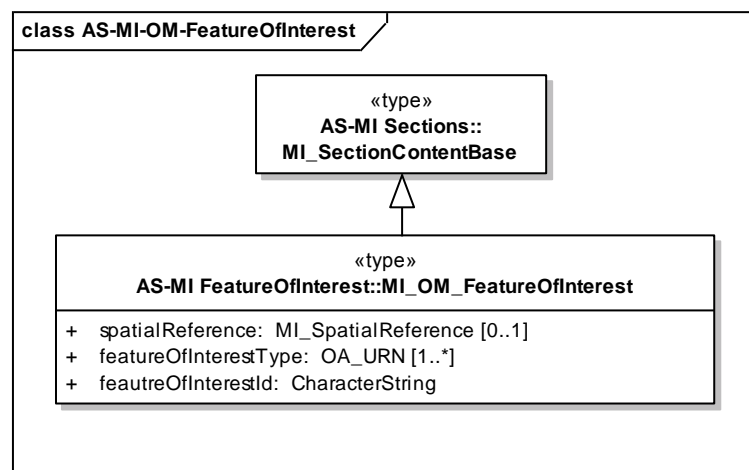 class AS-MI-OM-FeatureOfInterest
«type»
AS-MI Sections::
MI_SectionContentBase
«type»
AS-MI FeatureOfInterest::MI_OM_FeatureOfInterest
+ spatialReference: MI_SpatialReference [0..1]
+ featureOfInterestType: OA_URN [1..*]
+ feautreOfInterestId: CharacterString